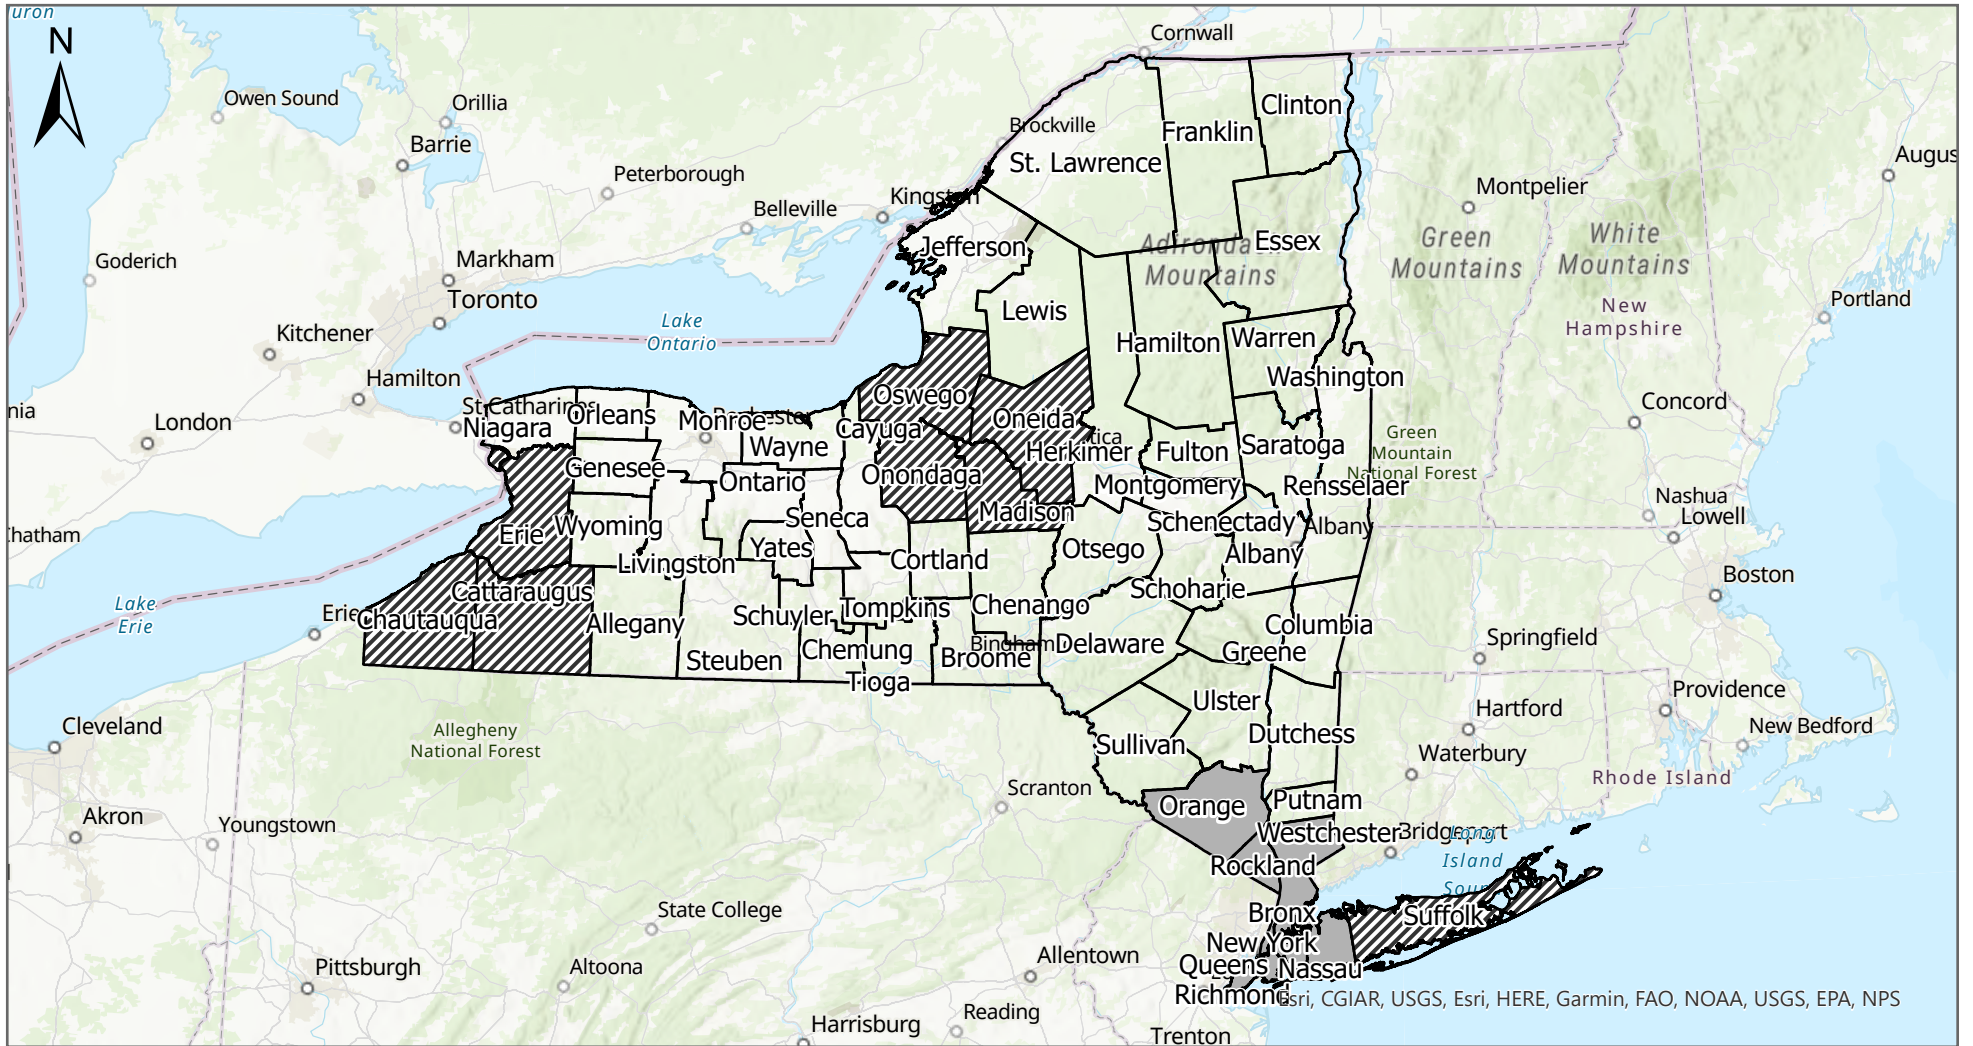 uron
Cornwall
N
Owen Sound
Orillia
Clinton
Brockville
Franklin
Barrie
St. Lawrence
Augus
Peterborough
Montpelier
Kingston
Belleville
Jefferson
Adirondack
Mountains
Essex
Green
Mountains
White
Mountains
Goderich
Markham
Toronto
Lewis
New
Hampshire
Portland
Lake
Ontario
Kitchener
Hamilton
Warren
Hamilton
Washington
Oswego
Concord
nia
London
St. Catharines
Niagara
Orleans
Monroe
Rochester
Wayne
Cayuga
Oneida
tica
Herkimer
Fulton
Saratoga
Green
Mountain
National Forest
Genesee
Ontario
Onondaga
Montgomery
Rensselaer
Nashua
Lowell
Chatham
Erie
Wyoming
Seneca
Madison
Schenectady
Albany
Yates
Livingston
Cortland
Otsego
Albany
Boston
Lake
Erie
Erie
Chautauqua
Cattaraugus
Allegany
Schuyler
Tompkins
Chenango
Schoharie
Columbia
Springfield
Steuben
Chemung
Broome
Bingham
Delaware
Greene
Tioga
Ulster
Providence
Cleveland
Allegheny
National Forest
Sullivan
Dutchess
Hartford
New Bedford
Waterbury
Rhode Island
Scranton
Orange
Putnam
Akron
Youngstown
Westchester
Bridgeport
Long
Island
Soun
Rockland
State College
Bronx
Suffolk
New York
Allentown
Queens
Nassau
Pittsburgh
Altoona
Richmond
Esri, CGIAR, USGS, Esri, HERE, Garmin, FAO, NOAA, USGS, EPA, NPS
Harrisburg
Reading
Trenton